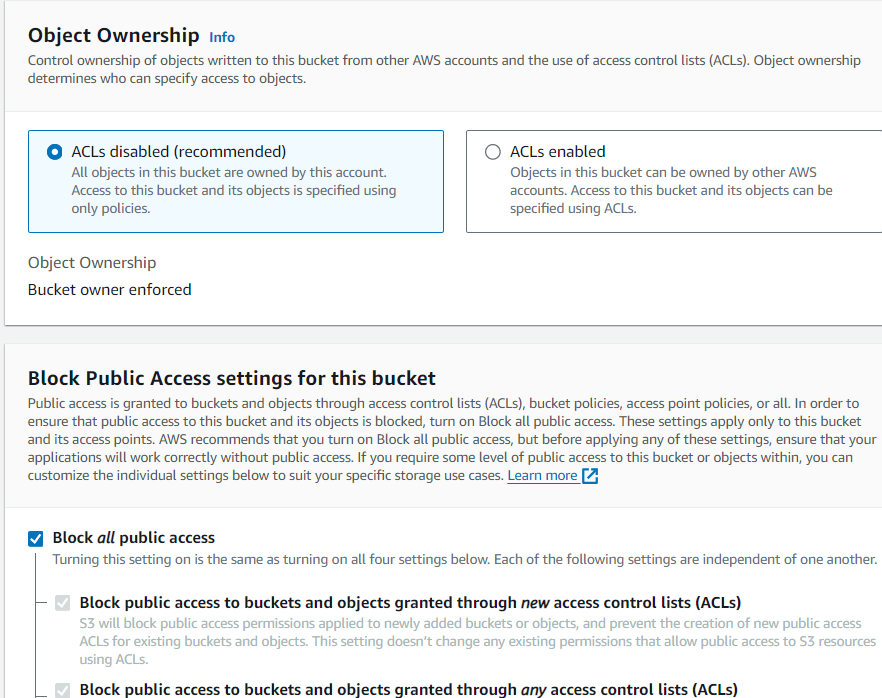 Object Ownership Info
Control ownership of objects written to this bucket from other AWS accounts and the use of access control lists (ACLs). Object ownership
determines who can specify access to objects.
ACLs disabled (recommended)
All objects in this bucket are owned by this account.
Access to this bucket and its objects is specified using
only policies.
ACLs enabled
Objects in this bucket can be owned by other AWS
accounts. Access to this bucket and its objects can be
specified using ACLs.
Object Ownership
Bucket owner enforced
Block Public Access settings for this bucket
Public access is granted to buckets and objects through access control lists (ACLs), bucket policies, access point policies, or all. In order to
ensure that public access to this bucket and its objects is blocked, turn on Block all public access. These settings apply only to this bucket
and its access points. AWS recommends that you turn on Block all public access, but before applying any of these settings, ensure that your
applications will work correctly without public access. If you require some level of public access to this bucket or objects within, you can
customize the individual settings below to suit your specific storage use cases. Learn more
Block all public access
Turning this setting on is the same as turning on all four settings below. Each of the following settings are independent of one another.
Block public access to buckets and objects granted through new access control lists (ACLs)
S3 will block public access permissions applied to newly added buckets or objects, and prevent the creation of new public access
ACLs for existing buckets and objects. This setting doesn't change any existing permissions that allow public access to S3 resources
using ACLs.
Block public access to buckets and objects granted through any access control lists (ACLs)